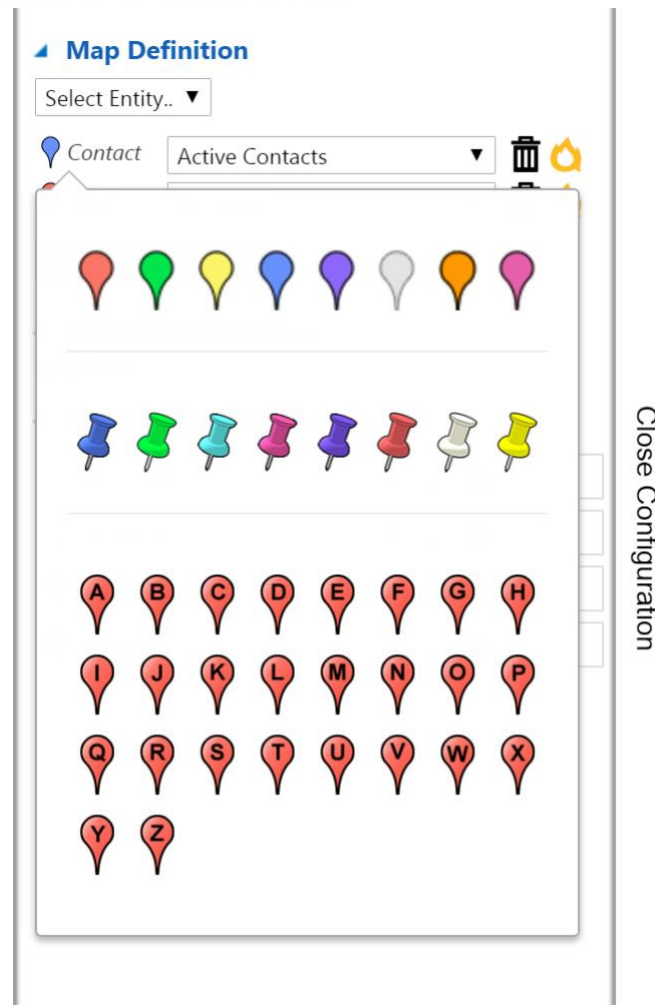 Map Definition
Select Entity..
Contact
Active Contacts
A B C D E F G H
I J K L M N O P
Q R S T U V W X
Y Z
Close Configuration